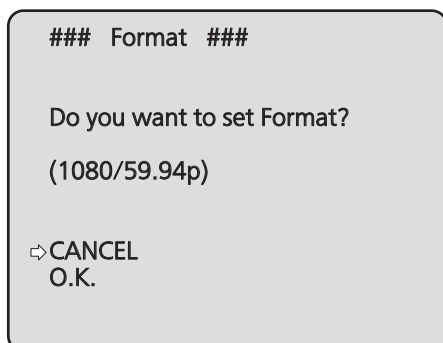 ### Format ###
Do you want to set Format?
(1080/59.94p)
⇨CANCEL
O.K.